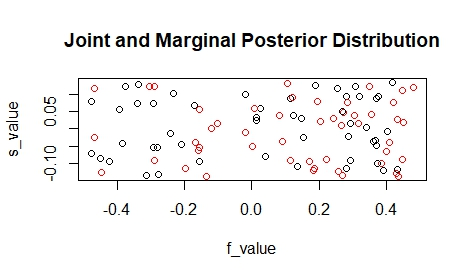 Joint and Marginal Posterior Distribution
s_value
0.05
-0.10
-0.4
-0.2
0.0
0.2
0.4
f_value